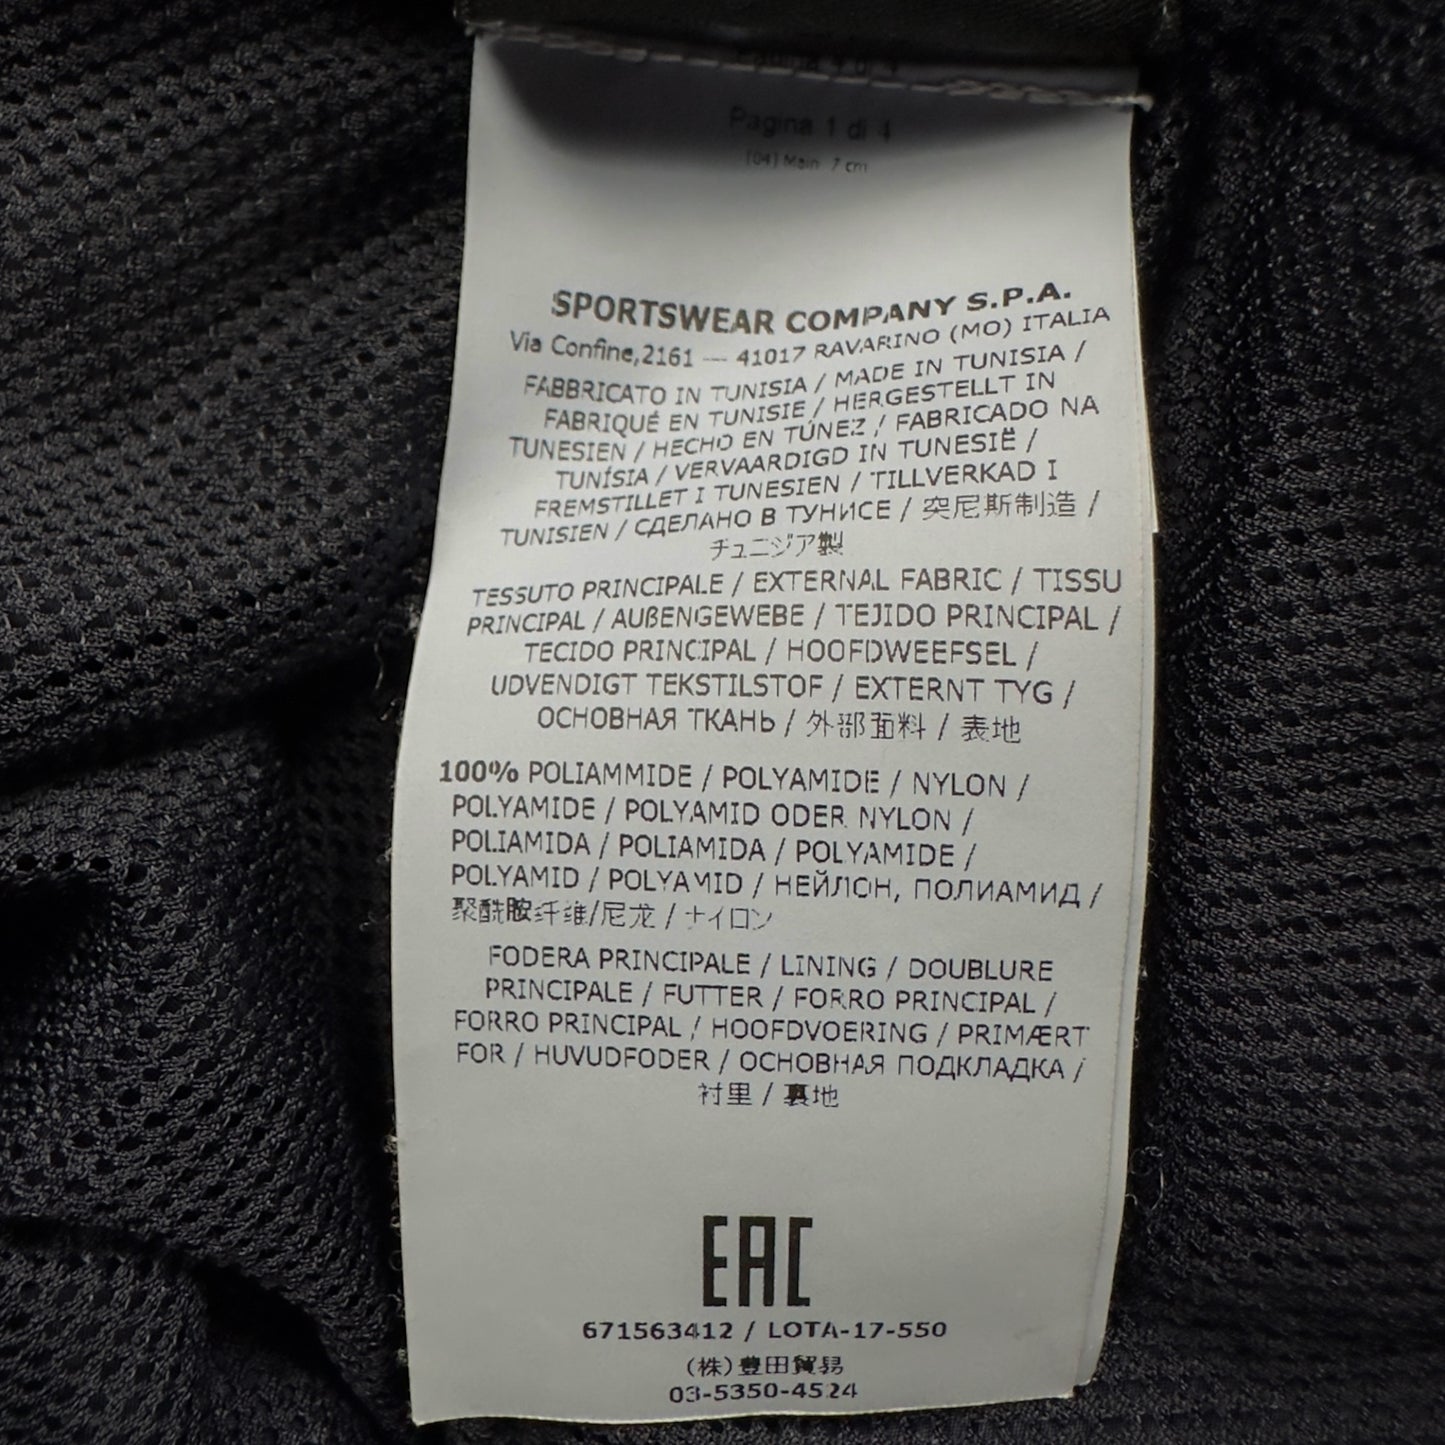 Pagina 1 di 4
[04] Main 7 cm
SPORTSWEAR COMPANY S.P.A.
Via Confine,2161 — 41017 RAVARINO (MO) ITALIA
FABBRICATO IN TUNISIA / MADE IN TUNISIA /
FABRIQUÉ EN TUNISIE / HERGESTELLT IN
TUNESIEN / HECHO EN TÚNEZ / FABRICADO NA
TUNÍSIA / VERVAARDIGD IN TUNESIË /
FREMSTILLET I TUNESIEN / TILLVERKAD I
TUNISIEN / СДЕЛАНО В ТУНИСЕ / 突尼斯制造 /
チュニジア製
TESSUTO PRINCIPALE / EXTERNAL FABRIC / TISSU
PRINCIPAL / AUßENGEWEBE / TEJIDO PRINCIPAL /
TECIDO PRINCIPAL / HOOFDWEEFSEL /
UDVENDIGT TEKSTILSTOF / EXTERNT TYG /
ОСНОВНАЯ ТКАНЬ / 外部面料 / 表地
100% POLIAMMIDE / POLYAMIDE / NYLON /
POLYAMIDE / POLYAMID ODER NYLON /
POLIAMIDA / POLIAMIDA / POLYAMIDE /
POLYAMID / POLYAMID / НЕЙЛОН, ПОЛИАМИД /
聚酰胺纤维/尼龙 / ナイロン
FODERA PRINCIPALE / LINING / DOUBLURE
PRINCIPALE / FUTTER / FORRO PRINCIPAL /
FORRO PRINCIPAL / HOOFDVOERING / PRIMÆRT
FOR / HUVUDFODER / ОСНОВНАЯ ПОДКЛАДКА /
衬里 / 裏地
EAC
671563412 / LOTA-17-550
(株)豊田貿易
03-5350-4524